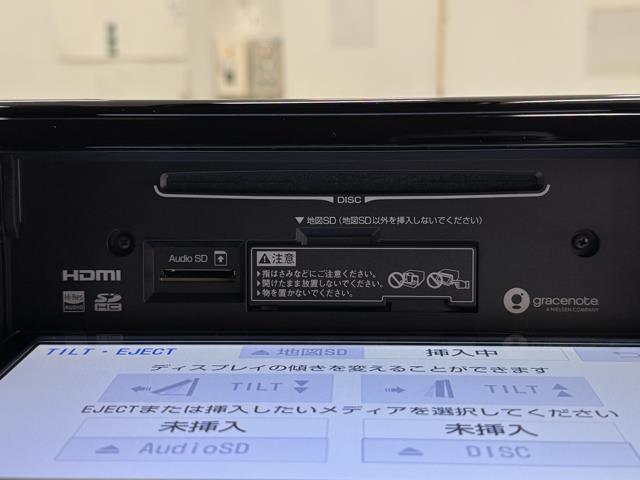 DISC
▼ 地図SD (地図SD以外を挿入しないでください)
Audio SD
注意
▶指はさみなどにご注意ください。
▶開けたまま放置しないでください。
▶物を置かないでください。
HDMI
Hi-Res
AUDIO
SD
HC
gracenote
A NIELSEN COMPANY
TILT・EJECT
地図SD
挿入中
ディスプレイの傾きを変えることができます
TILT
TILT
EJECTまたは挿入したいメディアを選択してください
未挿入
未挿入
AudioSD
DISC